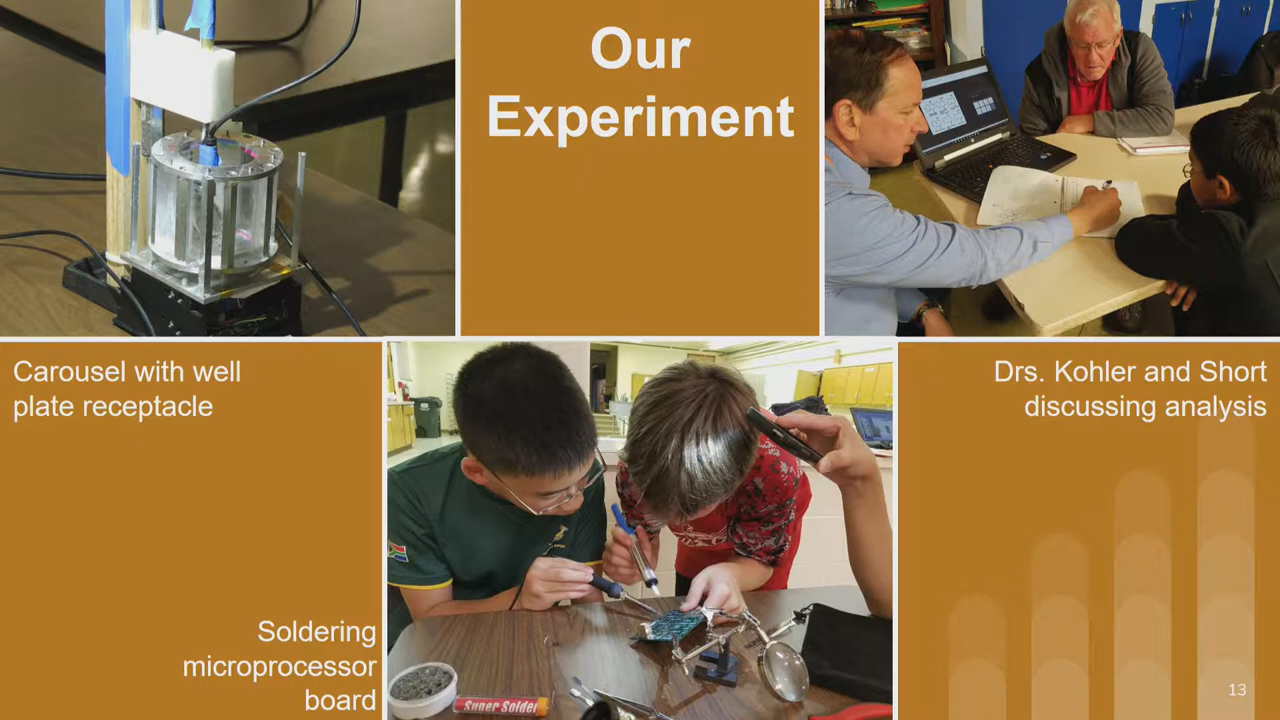 Our
Experiment
Carousel with well
plate receptacle
Drs. Kohler and Short
discussing analysis
Soldering
microprocessor
board
Super Solder
13